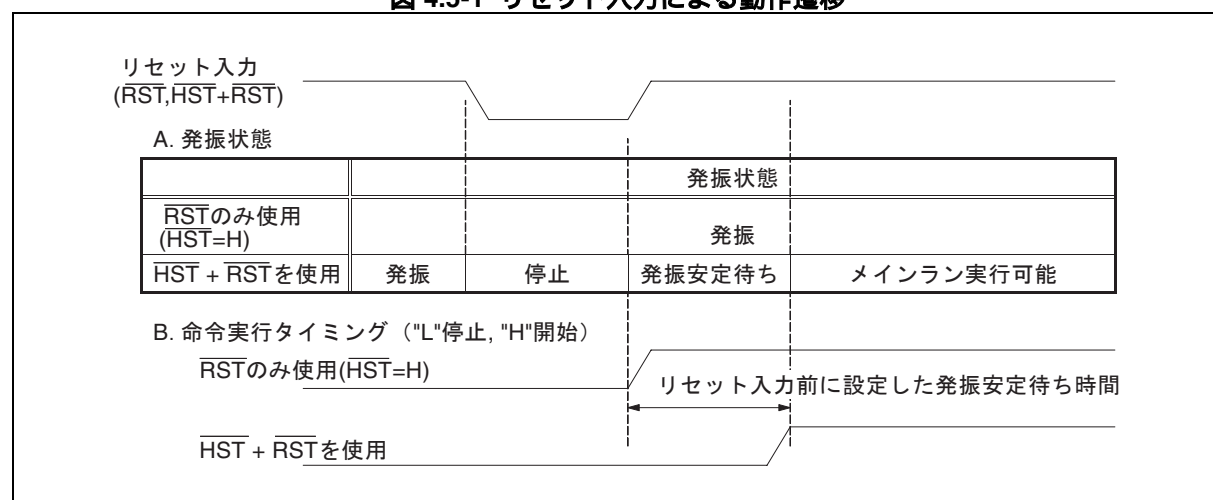 図 4.5-1 リセット入力による動作遷移
リセット入力
(RST,HST+RST)
A. 発振状態
発振状態
RSTのみ使用
(HST=H)
発振
HST + RSTを使用 発振 停止 発振安定待ち メインラン実行可能
B. 命令実行タイミング（"L"停止, "H"開始）
RSTのみ使用(HST=H)
リセット入力前に設定した発振安定待ち時間
HST + RSTを使用